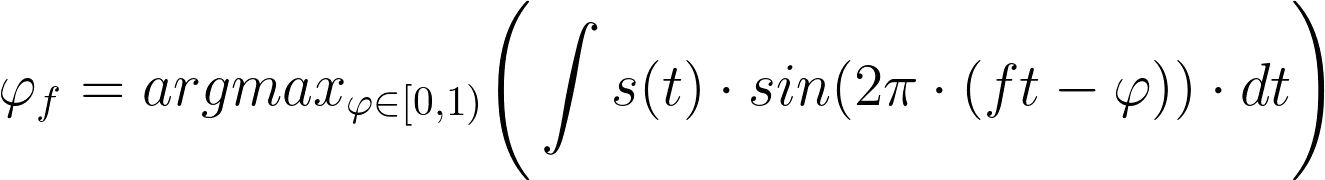 φ_f = argmax_{φ∈[0,1)} ( ∫ s(t) · sin(2π · (ft − φ)) · dt )